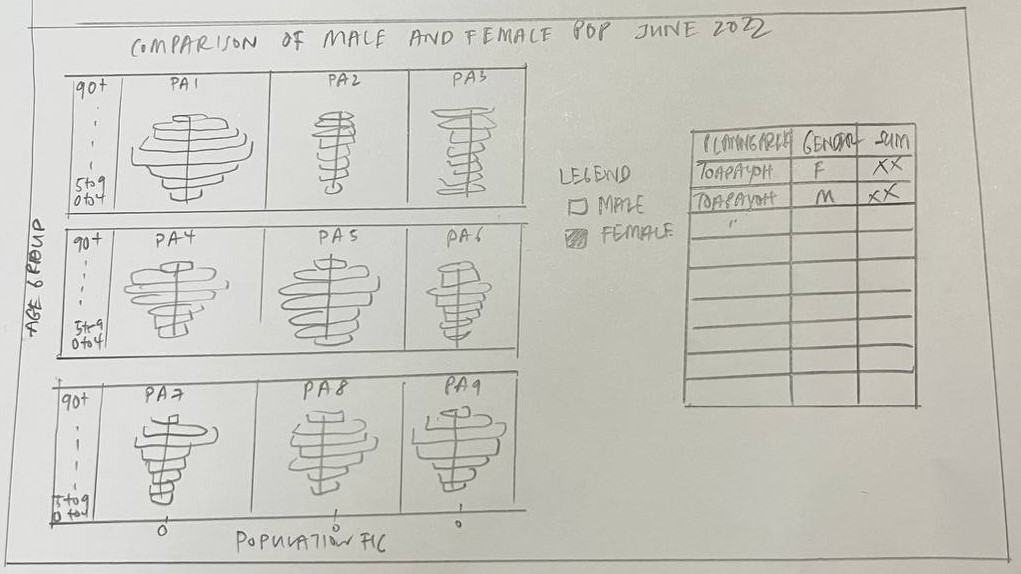 COMPARISON OF MALE AND FEMALE POP JUNE 2022
AGE GROUP
90+
5to9
0to4
PA1
PA2
PA3
90+
5to9
0to4
PA4
PA5
PA6
90+
5to9
0to4
PA7
PA8
PA9
0
0
0
POPULATION
LEGEND
MALE
FEMALE
GENDER SUM
TOAPAYOH F XX
TOAPAYOH M XX
"